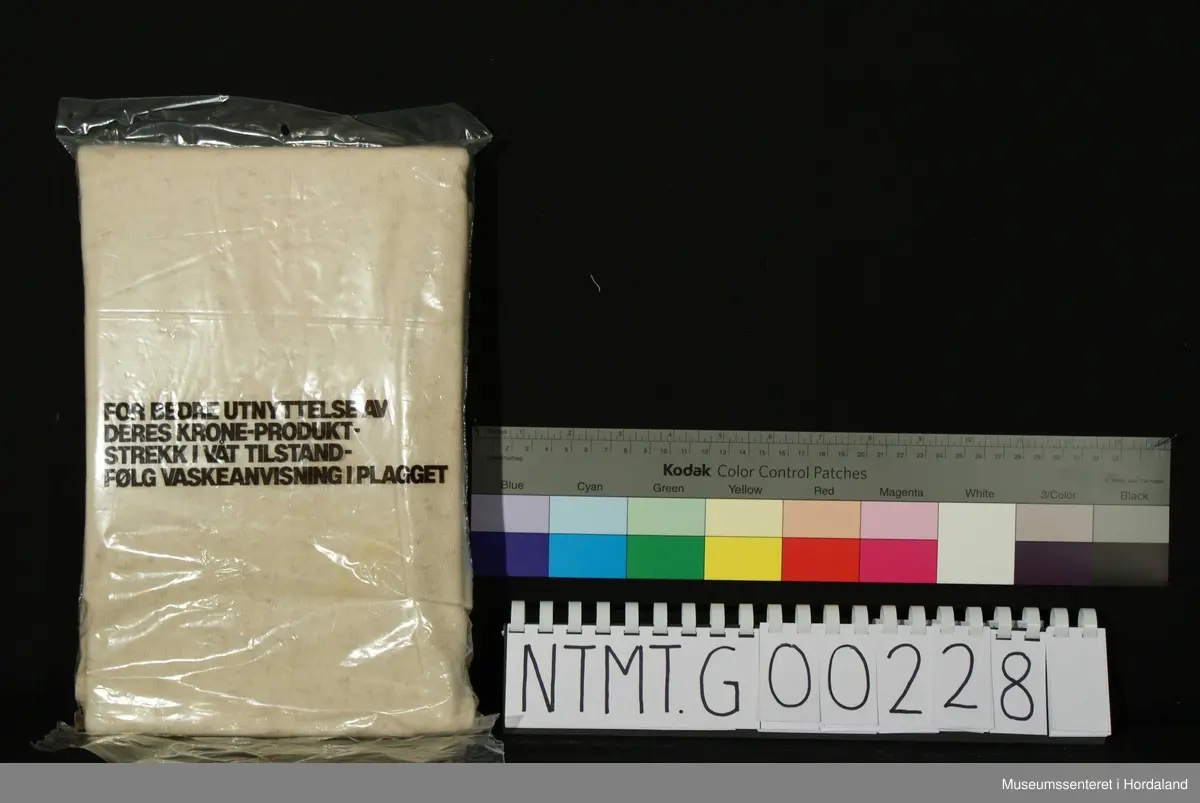 FOR BEDRE UTNYTTELSE AV
DERES KRONE-PRODUKT-
STREKK I VÅT TILSTAND-
FØLG VASKEANVISNING I PLAGGET
Kodak Color Control Patches
Blue Cyan Green Yellow Red Magenta White 3/Color Black
NTMT.G00228
Museumssenteret i Hordaland